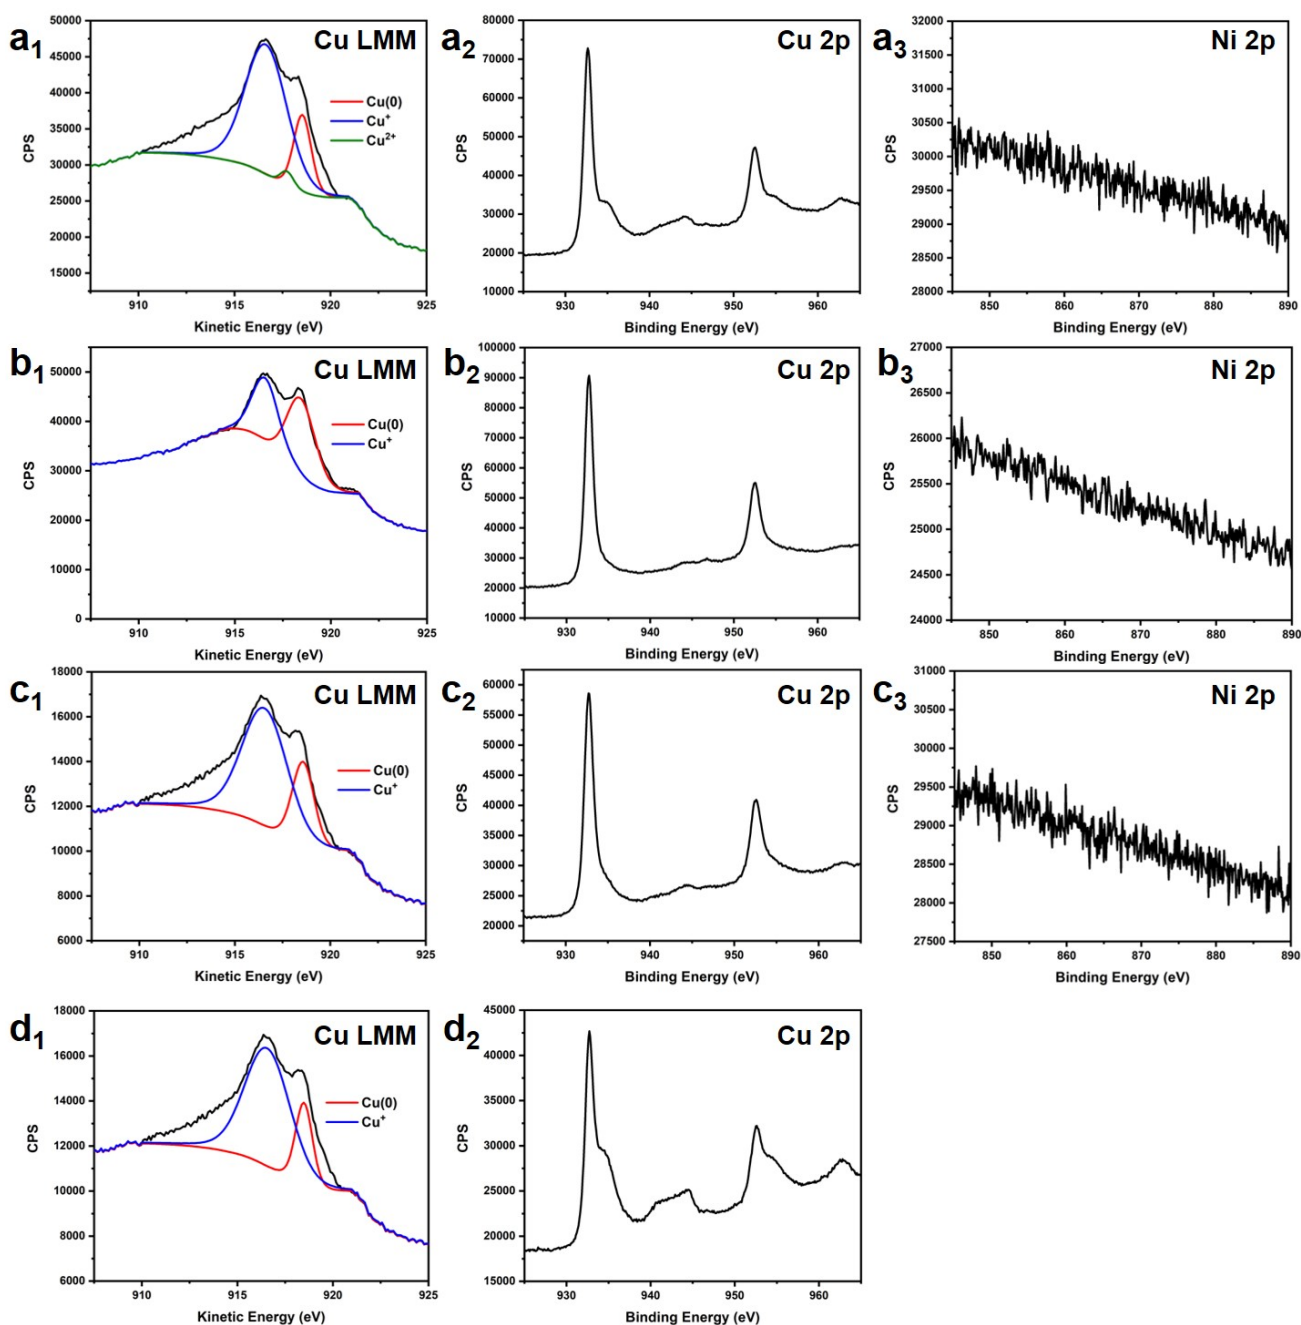 a1 Cu LMM
50000
45000
40000
35000
30000
25000
20000
15000
CPS
Cu(0)
Cu+
Cu2+
910 915 920 925
Kinetic Energy (eV)
a2 Cu 2p
80000
70000
60000
50000
40000
30000
20000
10000
CPS
930 940 950 960
Binding Energy (eV)
a3 Ni 2p
32000
31500
31000
30500
30000
29500
29000
28500
28000
CPS
850 860 870 880 890
Binding Energy (eV)
b1 Cu LMM
50000
40000
30000
20000
10000
0
CPS
Cu(0)
Cu+
910 915 920 925
Kinetic Energy (eV)
b2 Cu 2p
100000
90000
80000
70000
60000
50000
40000
30000
20000
10000
CPS
930 940 950 960
Binding Energy (eV)
b3 Ni 2p
27000
26500
26000
25500
25000
24500
24000
CPS
850 860 870 880 890
Binding Energy (eV)
c1 Cu LMM
18000
16000
14000
12000
10000
8000
6000
CPS
Cu(0)
Cu+
910 915 920 925
Kinetic Energy (eV)
c2 Cu 2p
60000
55000
50000
45000
40000
35000
30000
25000
20000
CPS
930 940 950 960
Binding Energy (eV)
c3 Ni 2p
31000
30500
30000
29500
29000
28500
28000
27500
CPS
850 860 870 880 890
Binding Energy (eV)
d1 Cu LMM
18000
16000
14000
12000
10000
8000
6000
CPS
Cu(0)
Cu+
910 915 920 925
Kinetic Energy (eV)
d2 Cu 2p
45000
40000
35000
30000
25000
20000
15000
CPS
930 940 950 960
Binding Energy (eV)